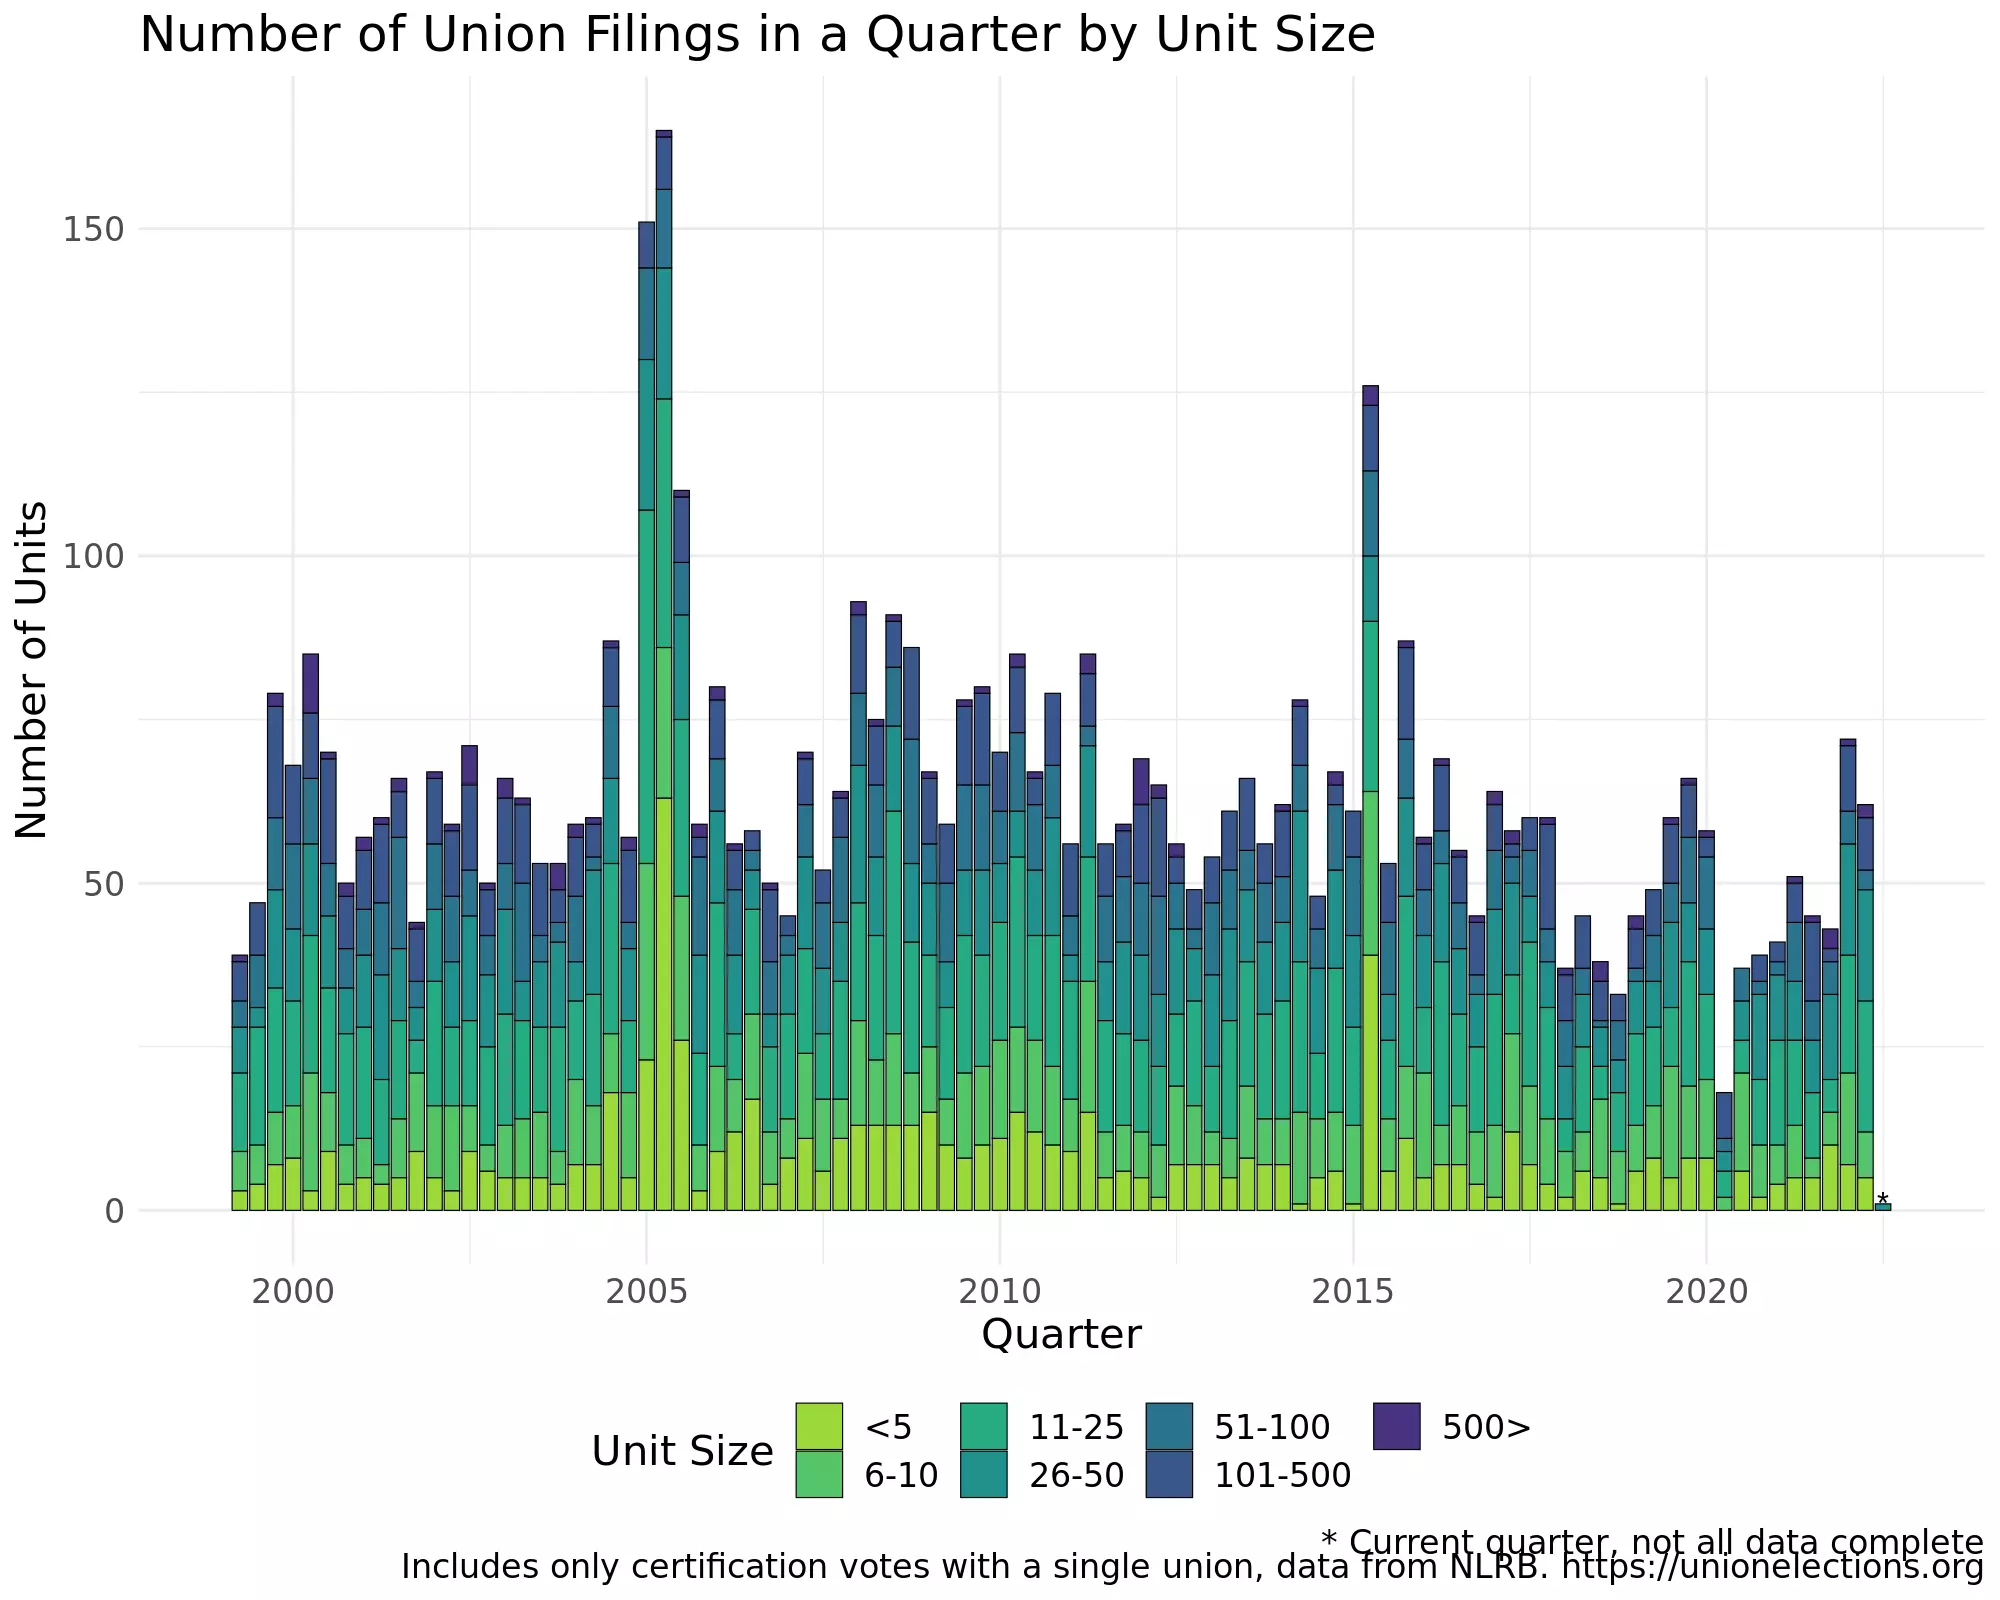 Number of Union Filings in a Quarter by Unit Size
Number of Units
150
100
50
0
*
2000 2005 2010 2015 2020
Quarter
Unit Size
<5 11-25 51-100 500>
6-10 26-50 101-500
* Current quarter, not all data complete
Includes only certification votes with a single union, data from NLRB. https://unionelections.org